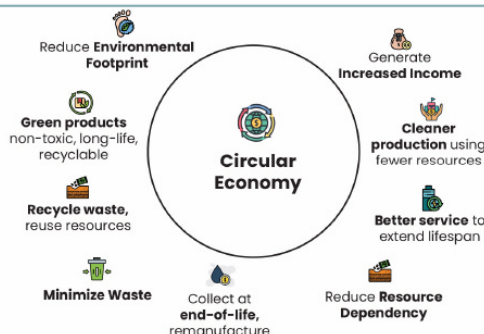 Reduce Environmental
Footprint
Generate
Increased Income
Green products
non-toxic, long-life,
recyclable
Cleaner
production using
fewer resources
Circular
Economy
Recycle waste,
reuse resources
Better service to
extend lifespan
Minimize Waste
Collect at
end-of-life,
remanufacture
Reduce Resource
Dependency